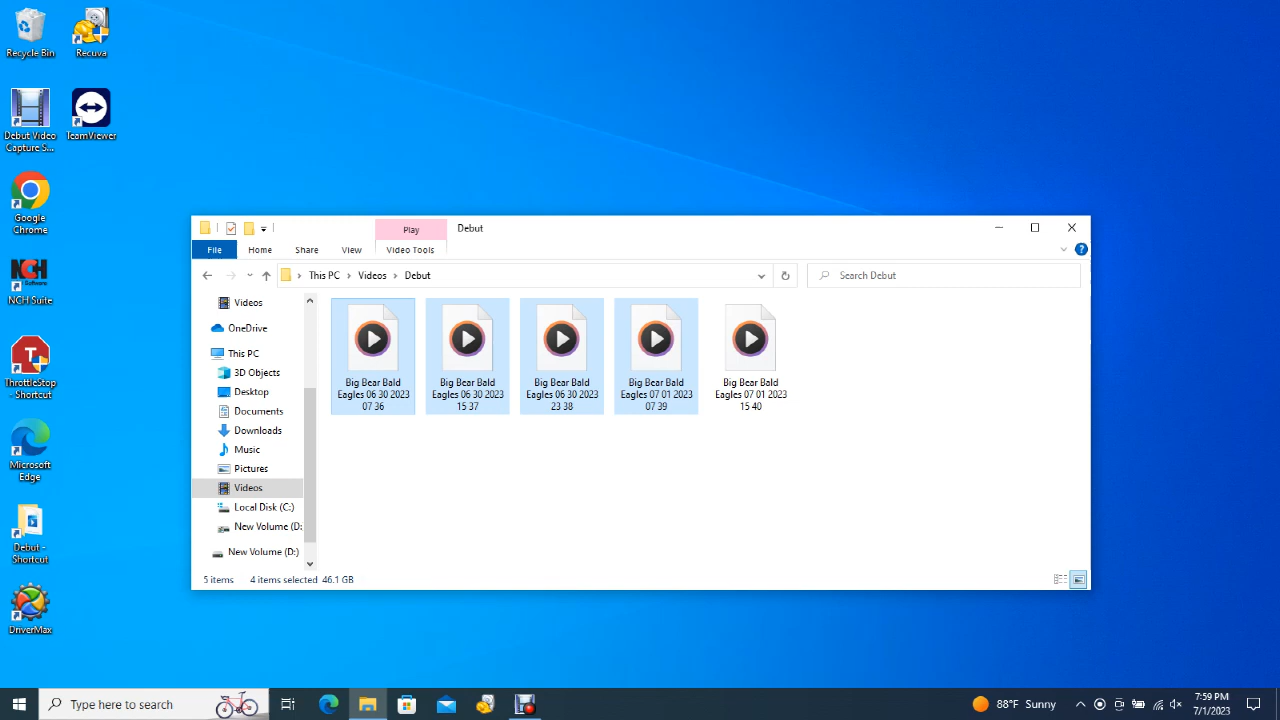 Recycle Bin
Recuva
Debut Video
Capture S...
TeamViewer
Google
Chrome
NCH
Software
NCH Suite
ThrottleStop
- Shortcut
Microsoft
Edge
Debut -
Shortcut
DriverMax
Play
Debut
File
Home
Share
View
Video Tools
This PC
Videos
Debut
Search Debut
Videos
OneDrive
This PC
3D Objects
Desktop
Documents
Downloads
Music
Pictures
Videos
Local Disk (C:)
New Volume (D:
New Volume (D:)
Big Bear Bald
Eagles 06 30 2023
07 36
Big Bear Bald
Eagles 06 30 2023
15 37
Big Bear Bald
Eagles 06 30 2023
23 38
Big Bear Bald
Eagles 07 01 2023
07 39
Big Bear Bald
Eagles 07 01 2023
15 40
5 items
4 items selected 46.1 GB
Type here to search
88°F Sunny
7:59 PM
7/1/2023